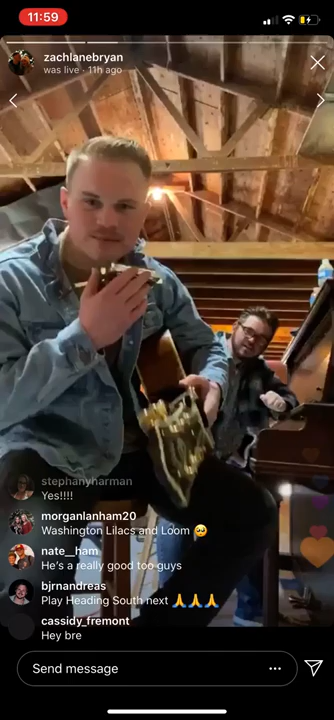 11:59
zachlanebryan
was live · 11h ago
stephanyharman
Yes!!!!
morganlanham20
Washington Lilacs and Loom 🥺
nate__ham
He's a really good too guys
bjrnandreas
Play Heading South next 🙏🙏🙏
cassidy_fremont
Hey bre
Send message